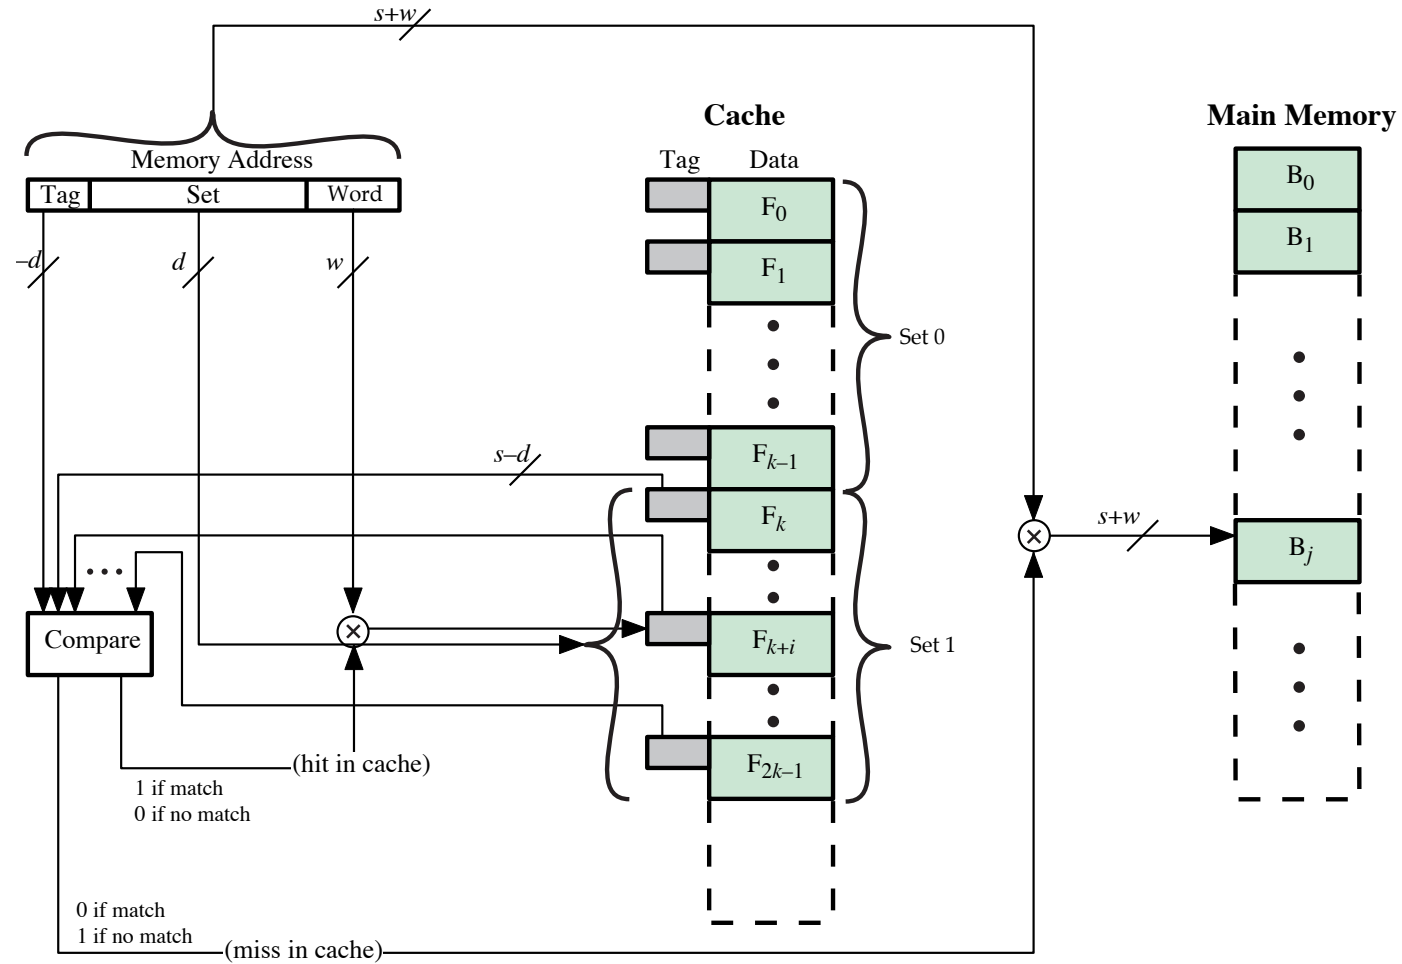 s+w
Cache
Main Memory
Memory Address
Tag Data
Tag Set Word
F0
B0
F1
B1
–d d w
Set 0
Fk–1
s–d
Fk
s+w
Bj
Compare
Fk+i
Set 1
F2k–1
(hit in cache)
1 if match
0 if no match
0 if match
1 if no match
(miss in cache)